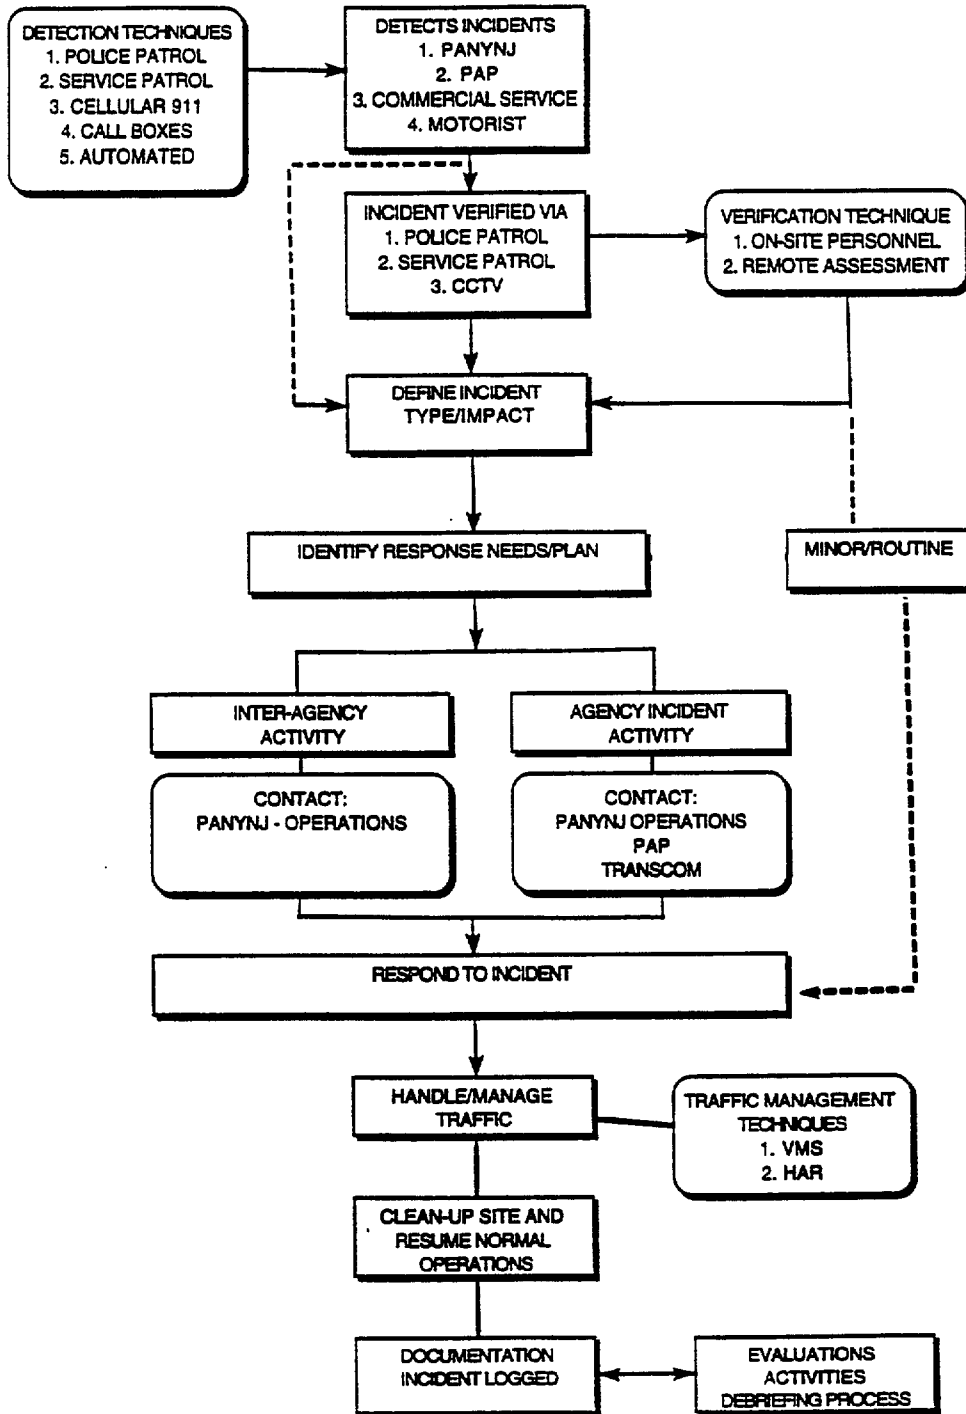 DETECTION TECHNIQUES
1. POLICE PATROL
2. SERVICE PATROL
3. CELLULAR 911
4. CALL BOXES
5. AUTOMATED
DETECTS INCIDENTS
1. PANYNJ
2. PAP
3. COMMERCIAL SERVICE
4. MOTORIST
INCIDENT VERIFIED VIA
1. POLICE PATROL
2. SERVICE PATROL
3. CCTV
VERIFICATION TECHNIQUE
1. ON-SITE PERSONNEL
2. REMOTE ASSESSMENT
DEFINE INCIDENT
TYPE/IMPACT
IDENTIFY RESPONSE NEEDS/PLAN
MINOR/ROUTINE
INTER-AGENCY
ACTIVITY
AGENCY INCIDENT
ACTIVITY
CONTACT:
PANYNJ - OPERATIONS
CONTACT:
PANYNJ OPERATIONS
PAP
TRANSCOM
RESPOND TO INCIDENT
HANDLE/MANAGE
TRAFFIC
TRAFFIC MANAGEMENT
TECHNIQUES
1. VMS
2. HAR
CLEAN-UP SITE AND
RESUME NORMAL
OPERATIONS
DOCUMENTATION
INCIDENT LOGGED
EVALUATIONS
ACTIVITIES
DEBRIEFING PROCESS